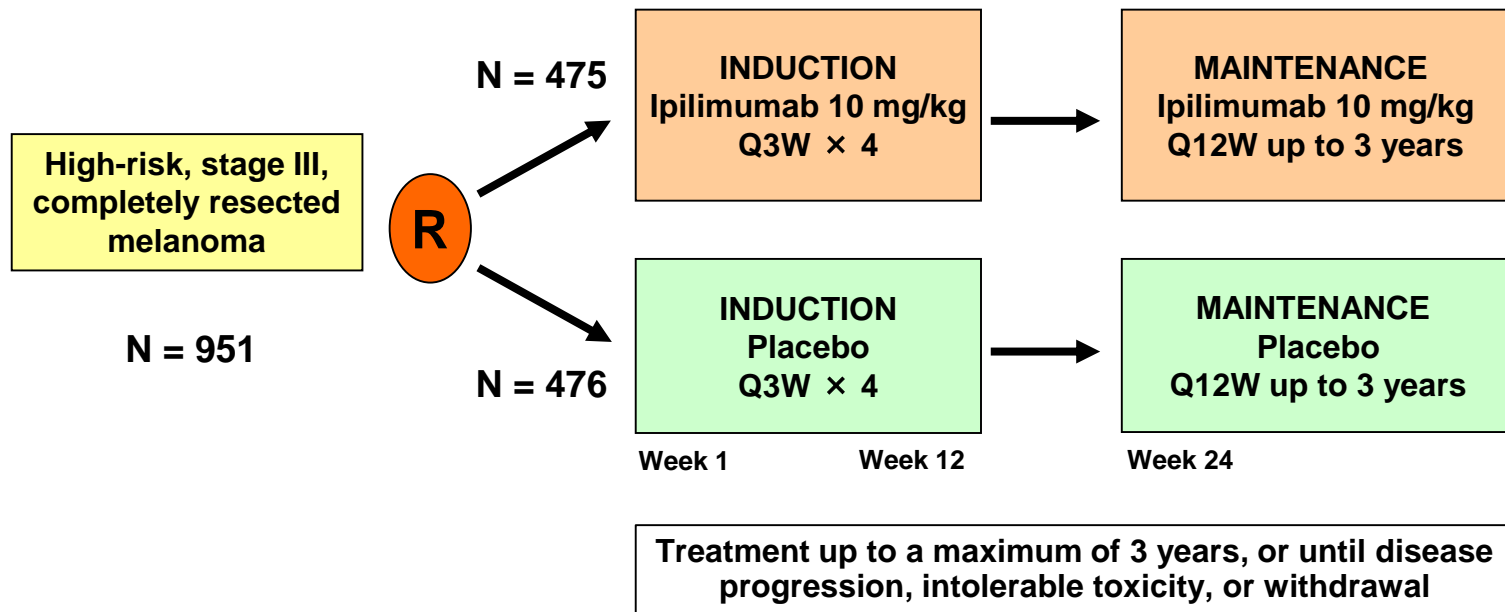 High-risk, stage III,
completely resected
melanoma
N = 951
R
N = 475
INDUCTION
Ipilimumab 10 mg/kg
Q3W × 4
MAINTENANCE
Ipilimumab 10 mg/kg
Q12W up to 3 years
N = 476
INDUCTION
Placebo
Q3W × 4
MAINTENANCE
Placebo
Q12W up to 3 years
Week 1
Week 12
Week 24
Treatment up to a maximum of 3 years, or until disease
progression, intolerable toxicity, or withdrawal